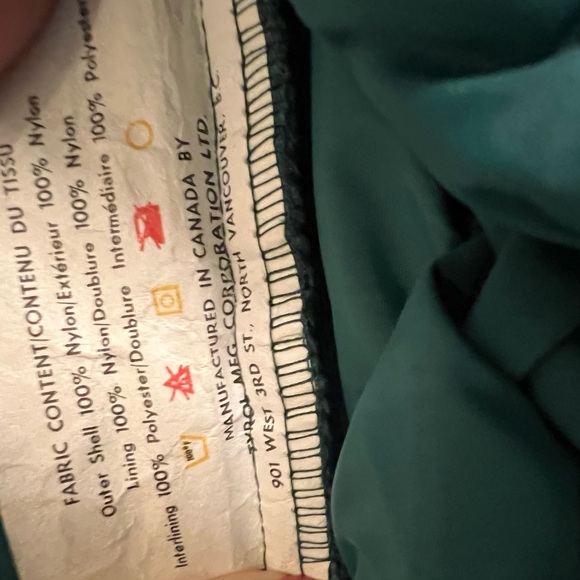 FABRIC CONTENT/CONTENU DU TISSU
Outer Shell 100% Nylon/Extérieur 100% Nylon
Lining 100% Nylon/Doublure 100% Nylon
Interlining 100% Polyester/Doublure Intermédiaire 100% Polyester
MANUFACTURED IN CANADA BY
TYROL MFG. CORPORATION LTD.
901 WEST 3RD ST., NORTH VANCOUVER, B.C.